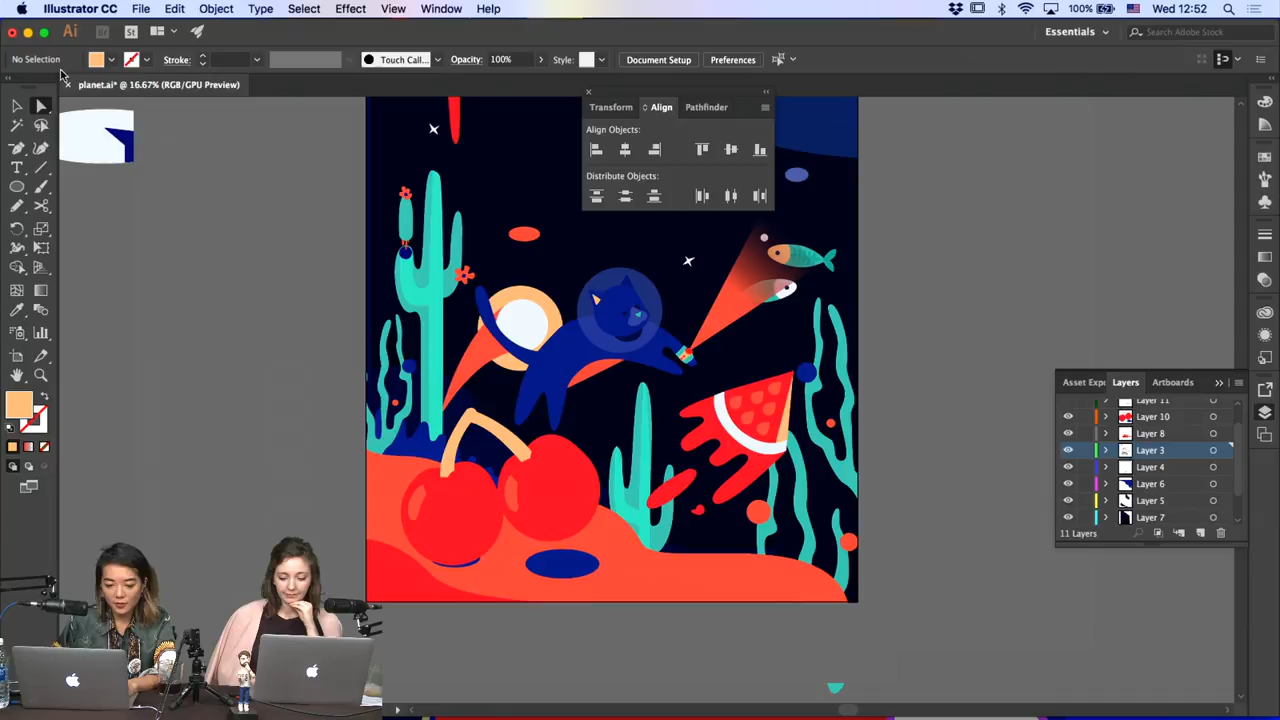 Illustrator CC File Edit Object Type Select Effect View Window Help 100% Wed 12:52
Ai Br St Essentials Search Adobe Stock
No Selection Stroke: Touch Call... Opacity: 100% Style: Document Setup Preferences
× planet.ai* @ 16.67% (RGB/GPU Preview)
Transform Align Pathfinder
Align Objects:
Distribute Objects:
Asset Expo Layers Artboards
Layer 11
Layer 10
Layer 8
Layer 3
Layer 4
Layer 6
Layer 5
Layer 7
11 Layers